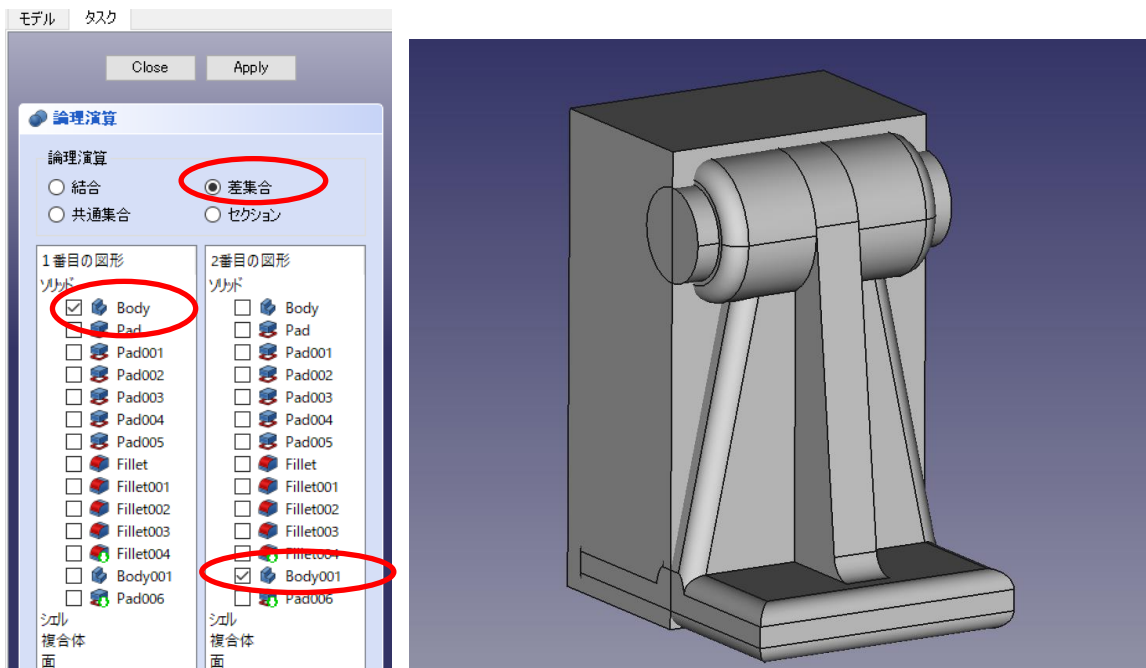 モデル タスク
Close Apply
論理演算
論理演算
結合 差集合
共通集合 セクション
1番目の図形 2番目の図形
ソリッド ソリッド
Body Body
Pad Pad
Pad001 Pad001
Pad002 Pad002
Pad003 Pad003
Pad004 Pad004
Pad005 Pad005
Fillet Fillet
Fillet001 Fillet001
Fillet002 Fillet002
Fillet003 Fillet003
Fillet004 Fillet004
Body001 Body001
Pad006 Pad006
シェル シェル
複合体 複合体
面 面